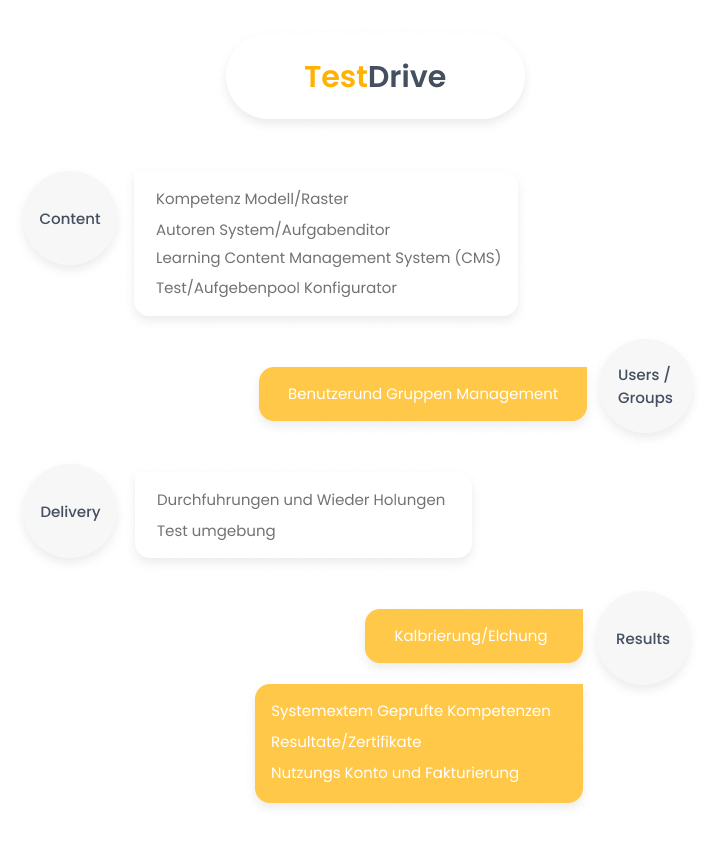 TestDrive
Content
Kompetenz Modell/Raster
Autoren System/Aufgabenditor
Learning Content Management System (CMS)
Test/Aufgebenpool Konfigurator
Benutzerund Gruppen Management
Users /
Groups
Delivery
Durchfuhrungen und Wieder Holungen
Test umgebung
Kalbrierung/Elchung
Results
Systemextem Geprufte Kompetenzen
Resultate/Zertifikate
Nutzungs Konto und Fakturierung